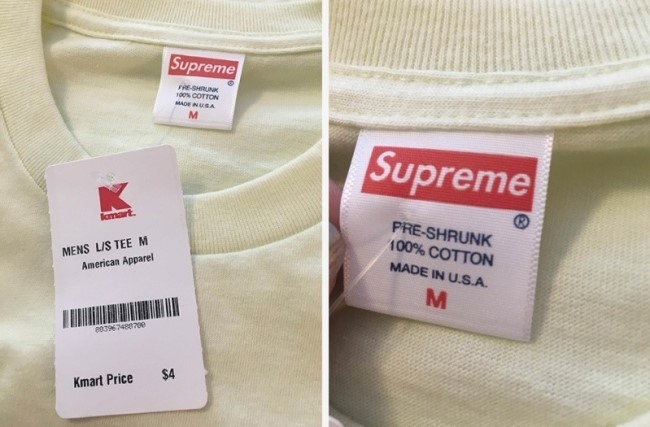 Supreme
®
PRE-SHRUNK
100% COTTON
MADE IN U.S.A.
M
K
kmart.
MENS L/S TEE M
American Apparel
883967488780
Kmart Price $4
Supreme
®
PRE-SHRUNK
100% COTTON
MADE IN U.S.A.
M